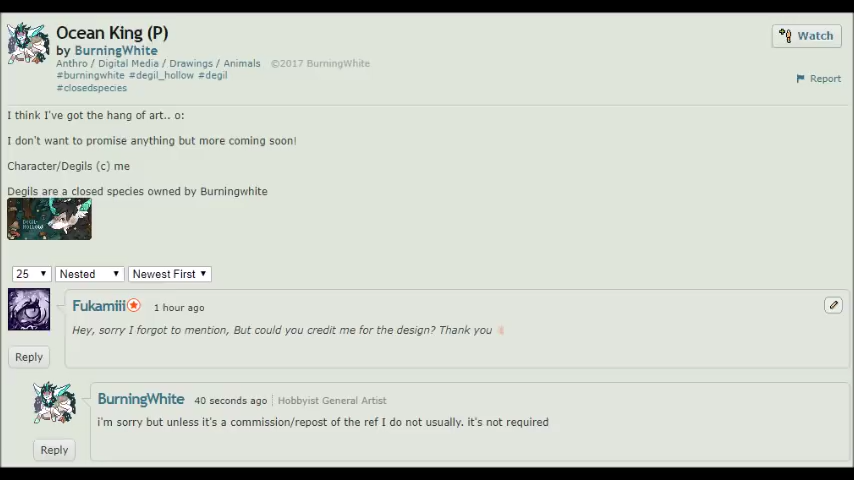 Ocean King (P)
Watch
by BurningWhite
Anthro / Digital Media / Drawings / Animals ©2017 BurningWhite
#burningwhite #degil_hollow #degil
Report
#closedspecies
I think I've got the hang of art.. o:
I don't want to promise anything but more coming soon!
Character/Degils (c) me
Degils are a closed species owned by Burningwhite
DEGIL
HOLLOW
25 Nested Newest First
Fukamiii 1 hour ago
Hey, sorry I forgot to mention, But could you credit me for the design? Thank you
Reply
BurningWhite 40 seconds ago Hobbyist General Artist
i'm sorry but unless it's a commission/repost of the ref I do not usually. it's not required
Reply